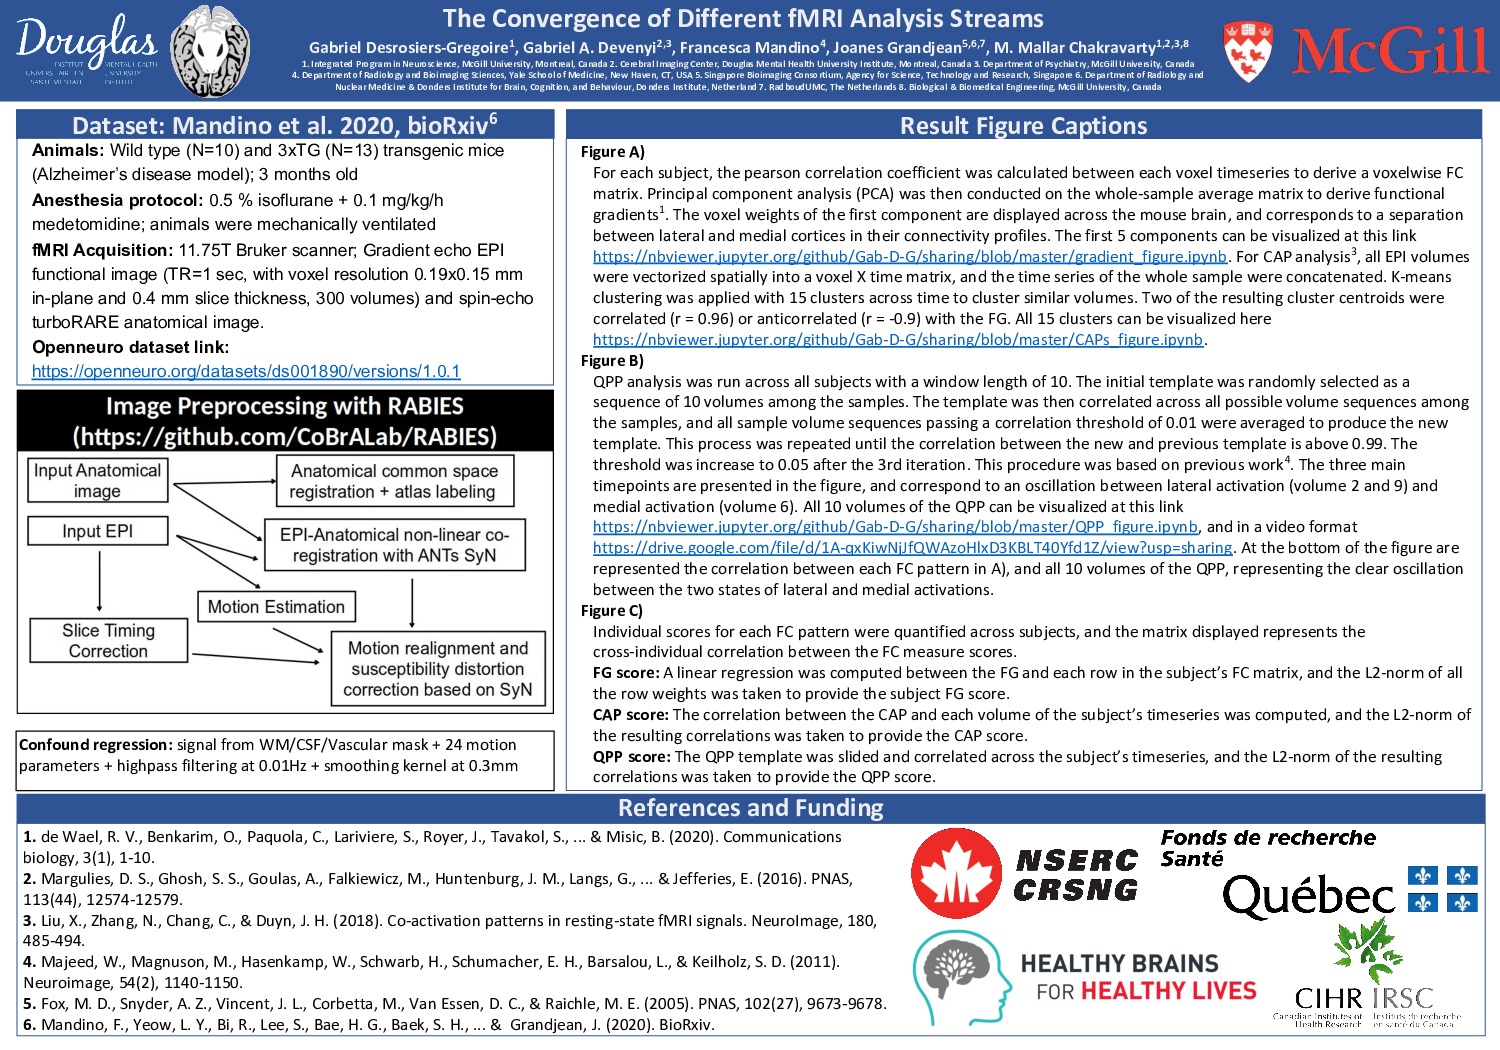 Douglas
INSTITUT
UNIVERSITAIRE EN
SANTÉ MENTALE
MENTAL HEALTH
UNIVERSITY
INSTITUTE
The Convergence of Different fMRI Analysis Streams
Gabriel Desrosiers-Gregoire1, Gabriel A. Devenyi2,3, Francesca Mandino4, Joanes Grandjean5,6,7, M. Mallar Chakravarty1,2,3,8
1. Integrated Program in Neuroscience, McGill University, Montreal, Canada 2. Cerebral Imaging Center, Douglas Mental Health University Institute, Montreal, Canada 3. Department of Psychiatry, McGill University, Canada
4. Department of Radiology and Bioimaging Sciences, Yale School of Medicine, New Haven, CT, USA 5. Singapore Bioimaging Consortium, Agency for Science, Technology and Research, Singapore 6. Department of Radiology and
Nuclear Medicine & Donders Institute for Brain, Cognition, and Behaviour, Donders Institute, Netherland 7. RadboudUMC, The Netherlands 8. Biological & Biomedical Engineering, McGill University, Canada
McGill
Dataset: Mandino et al. 2020, bioRxiv6
Animals: Wild type (N=10) and 3xTG (N=13) transgenic mice
(Alzheimer's disease model); 3 months old
Anesthesia protocol: 0.5 % isoflurane + 0.1 mg/kg/h
medetomidine; animals were mechanically ventilated
fMRI Acquisition: 11.75T Bruker scanner; Gradient echo EPI
functional image (TR=1 sec, with voxel resolution 0.19x0.15 mm
in-plane and 0.4 mm slice thickness, 300 volumes) and spin-echo
turboRARE anatomical image.
Openneuro dataset link:
https://openneuro.org/datasets/ds001890/versions/1.0.1
Image Preprocessing with RABIES
(https://github.com/CoBrALab/RABIES)
Input Anatomical
image
Anatomical common space
registration + atlas labeling
Input EPI
EPI-Anatomical non-linear co-
registration with ANTs SyN
Motion Estimation
Slice Timing
Correction
Motion realignment and
susceptibility distortion
correction based on SyN
Confound regression: signal from WM/CSF/Vascular mask + 24 motion
parameters + highpass filtering at 0.01Hz + smoothing kernel at 0.3mm
Result Figure Captions
Figure A)
For each subject, the pearson correlation coefficient was calculated between each voxel timeseries to derive a voxelwise FC
matrix. Principal component analysis (PCA) was then conducted on the whole-sample average matrix to derive functional
gradients1. The voxel weights of the first component are displayed across the mouse brain, and corresponds to a separation
between lateral and medial cortices in their connectivity profiles. The first 5 components can be visualized at this link
https://nbviewer.jupyter.org/github/Gab-D-G/sharing/blob/master/gradient_figure.ipynb. For CAP analysis3, all EPI volumes
were vectorized spatially into a voxel X time matrix, and the time series of the whole sample were concatenated. K-means
clustering was applied with 15 clusters across time to cluster similar volumes. Two of the resulting cluster centroids were
correlated (r = 0.96) or anticorrelated (r = -0.9) with the FG. All 15 clusters can be visualized here
https://nbviewer.jupyter.org/github/Gab-D-G/sharing/blob/master/CAPs_figure.ipynb.
Figure B)
QPP analysis was run across all subjects with a window length of 10. The initial template was randomly selected as a
sequence of 10 volumes among the samples. The template was then correlated across all possible volume sequences among
the samples, and all sample volume sequences passing a correlation threshold of 0.01 were averaged to produce the new
template. This process was repeated until the correlation between the new and previous template is above 0.99. The
threshold was increase to 0.05 after the 3rd iteration. This procedure was based on previous work4. The three main
timepoints are presented in the figure, and correspond to an oscillation between lateral activation (volume 2 and 9) and
medial activation (volume 6). All 10 volumes of the QPP can be visualized at this link
https://nbviewer.jupyter.org/github/Gab-D-G/sharing/blob/master/QPP_figure.ipynb, and in a video format
https://drive.google.com/file/d/1A-qxKiwNjJfQWAzoHlxD3KBLT40Yfd1Z/view?usp=sharing. At the bottom of the figure are
represented the correlation between each FC pattern in A), and all 10 volumes of the QPP, representing the clear oscillation
between the two states of lateral and medial activations.
Figure C)
Individual scores for each FC pattern were quantified across subjects, and the matrix displayed represents the
cross-individual correlation between the FC measure scores.
FG score: A linear regression was computed between the FG and each row in the subject's FC matrix, and the L2-norm of all
the row weights was taken to provide the subject FG score.
CAP score: The correlation between the CAP and each volume of the subject's timeseries was computed, and the L2-norm of
the resulting correlations was taken to provide the CAP score.
QPP score: The QPP template was slided and correlated across the subject's timeseries, and the L2-norm of the resulting
correlations was taken to provide the QPP score.
References and Funding
1. de Wael, R. V., Benkarim, O., Paquola, C., Lariviere, S., Royer, J., Tavakol, S., ... & Misic, B. (2020). Communications
biology, 3(1), 1-10.
2. Margulies, D. S., Ghosh, S. S., Goulas, A., Falkiewicz, M., Huntenburg, J. M., Langs, G., ... & Jefferies, E. (2016). PNAS,
113(44), 12574-12579.
3. Liu, X., Zhang, N., Chang, C., & Duyn, J. H. (2018). Co-activation patterns in resting-state fMRI signals. NeuroImage, 180,
485-494.
4. Majeed, W., Magnuson, M., Hasenkamp, W., Schwarb, H., Schumacher, E. H., Barsalou, L., & Keilholz, S. D. (2011).
Neuroimage, 54(2), 1140-1150.
5. Fox, M. D., Snyder, A. Z., Vincent, J. L., Corbetta, M., Van Essen, D. C., & Raichle, M. E. (2005). PNAS, 102(27), 9673-9678.
6. Mandino, F., Yeow, L. Y., Bi, R., Lee, S., Bae, H. G., Baek, S. H., ... & Grandjean, J. (2020). BioRxiv.
NSERC
CRSNG
Fonds de recherche
Santé
Québec
HEALTHY BRAINS
FOR HEALTHY LIVES
CIHR IRSC
Canadian Institutes of
Health Research
Instituts de recherche
en santé du Canada